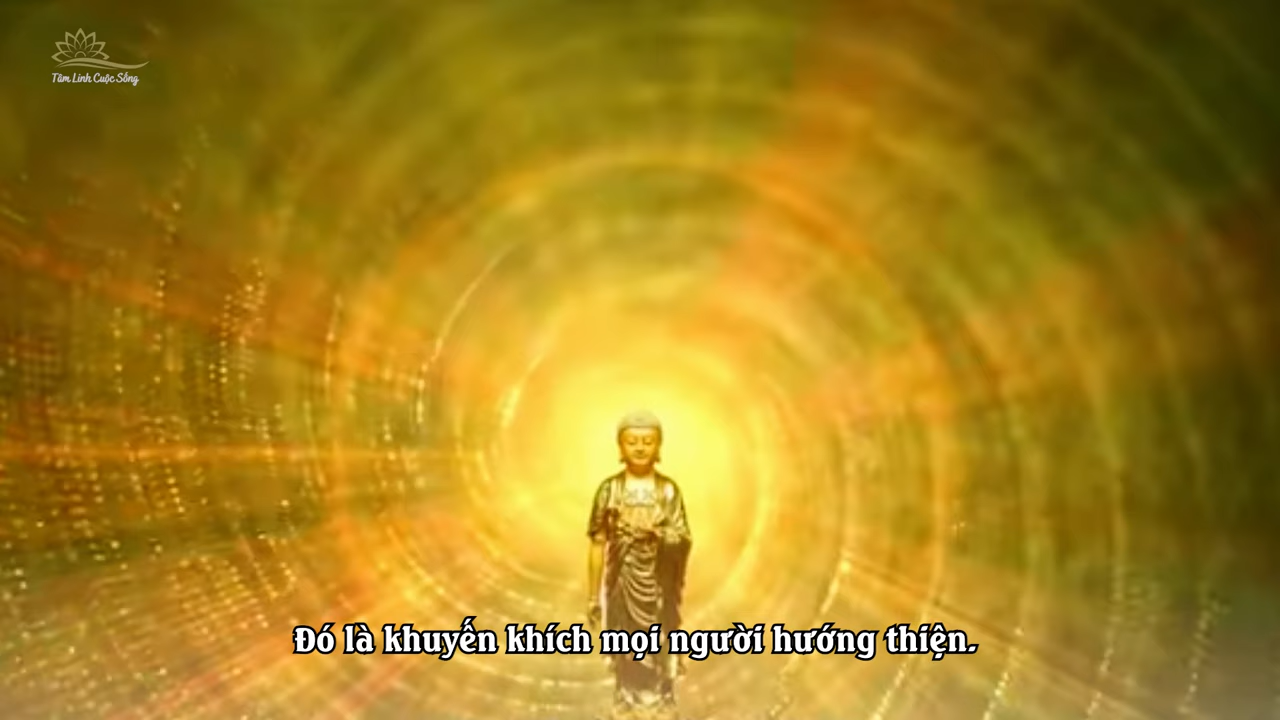 Tâm Linh Cuộc Sống
Đó là khuyến khích mọi người hướng thiện.